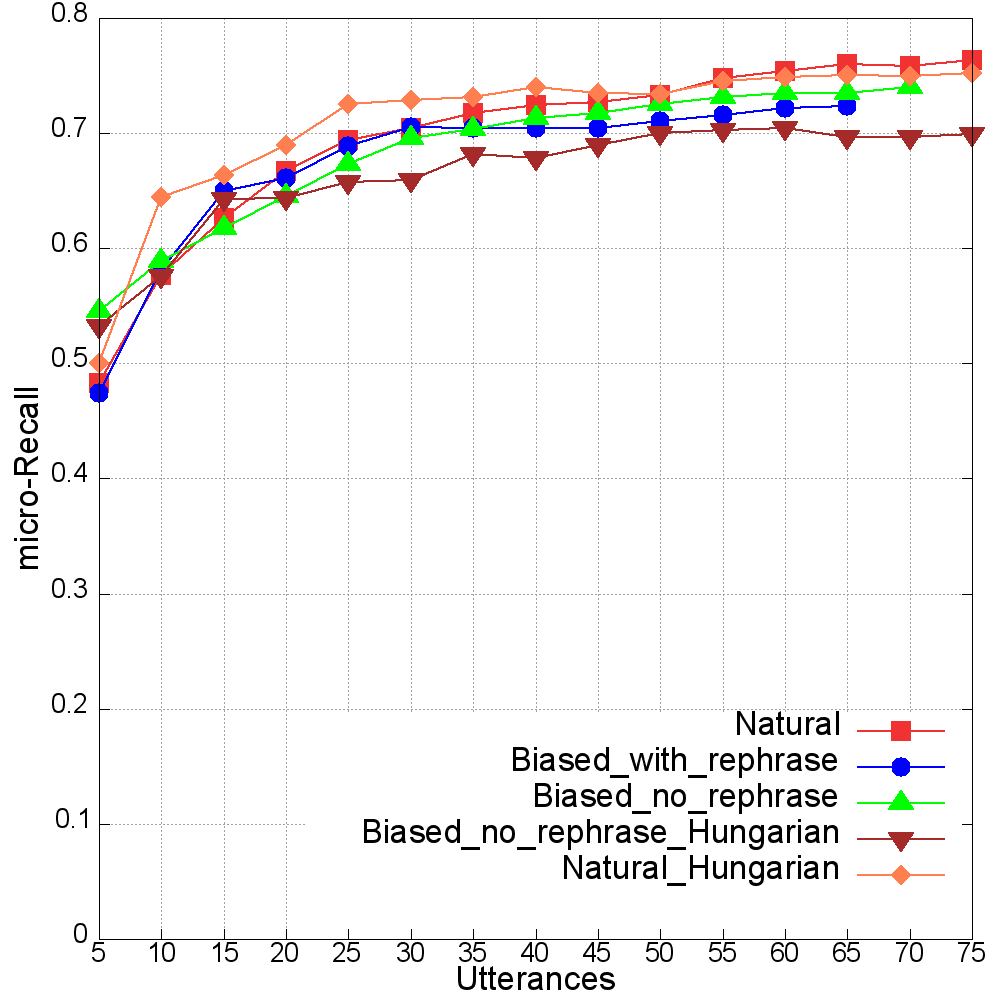 0.8
0.7
0.6
0.5
0.4
0.3
0.2
0.1
0
micro-Recall
Natural
Biased_with_rephrase
Biased_no_rephrase
Biased_no_rephrase_Hungarian
Natural_Hungarian
5 10 15 20 25 30 35 40 45 50 55 60 65 70 75
Utterances